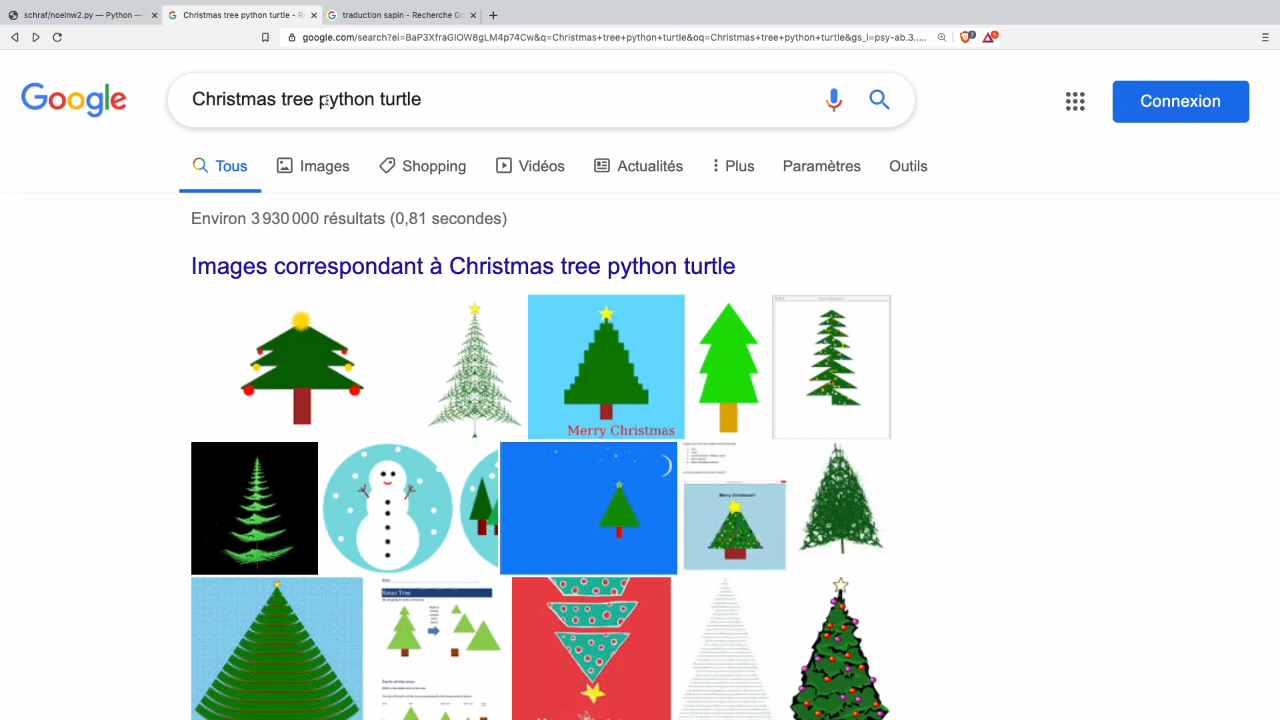 schraf/noelnw2.py — Python —
Christmas tree python turtle - Re
traduction sapin - Recherche Go
google.com/search?ei=BaP3XfraGIOW8gLM4p74Cw&q=Christmas+tree+python+turtle&oq=Christmas+tree+python+turtle&gs_l=psy-ab.3.....
Google
Christmas tree python turtle
Connexion
Tous
Images
Shopping
Vidéos
Actualités
Plus
Paramètres
Outils
Environ 3 930 000 résultats (0,81 secondes)
Images correspondant à Christmas tree python turtle
Merry Christmas
Merry Christmas!
Xmas Tree